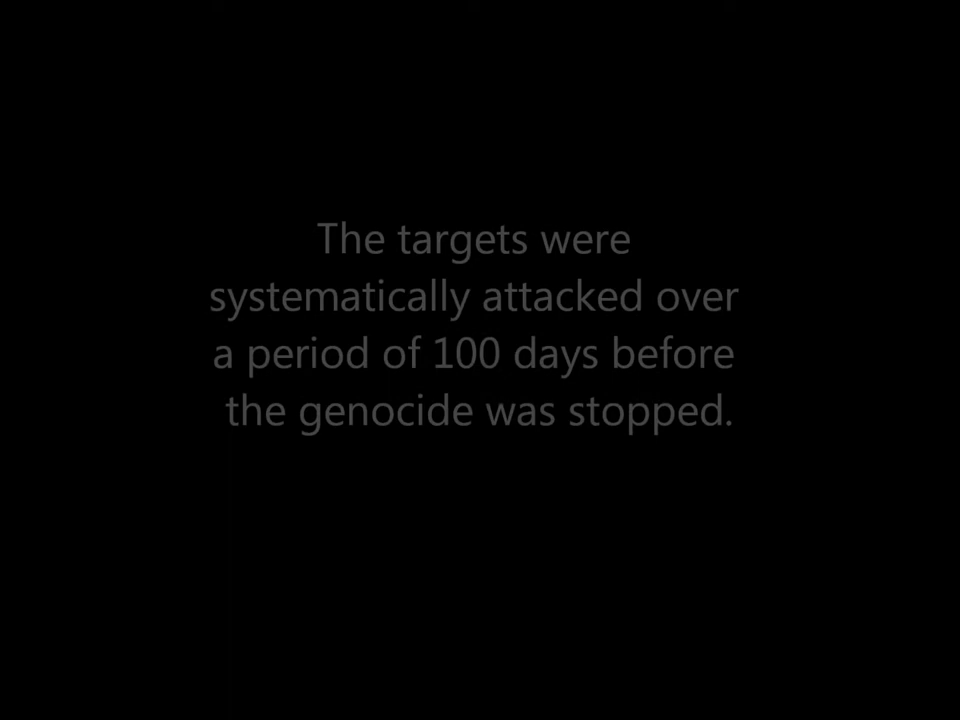 The targets were
systematically attacked over
a period of 100 days before
the genocide was stopped.